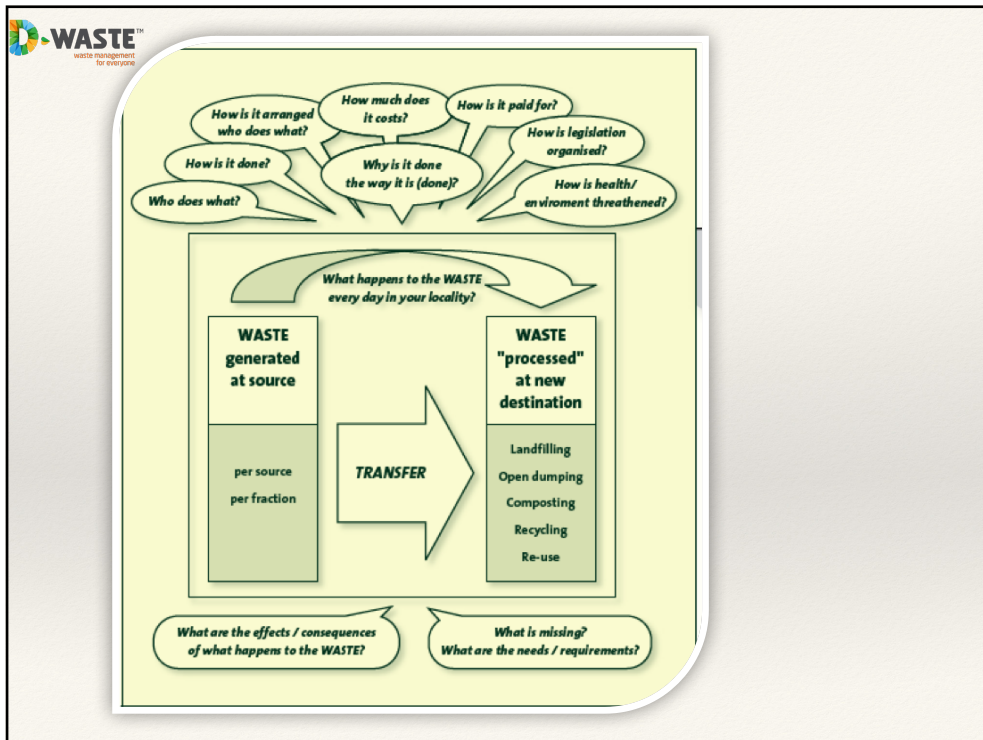 D-WASTE™
waste management
for everyone
How is it arranged
who does what?
How much does
it costs?
How is it paid for?
How is legislation
organised?
How is it done?
Why is it done
the way it is (done)?
Who does what?
How is health/
enviroment threathened?
What happens to the WASTE
every day in your locality?
WASTE
generated
at source
per source
per fraction
TRANSFER
WASTE
"processed"
at new
destination
Landfilling
Open dumping
Composting
Recycling
Re-use
What are the effects / consequences
of what happens to the WASTE?
What is missing?
What are the needs / requirements?